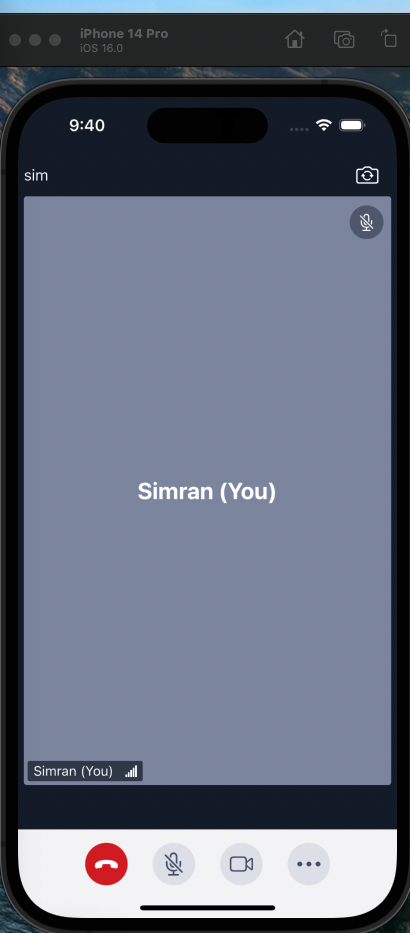 iPhone 14 Pro
iOS 16.0
9:40
sim
Simran (You)
Simran (You)